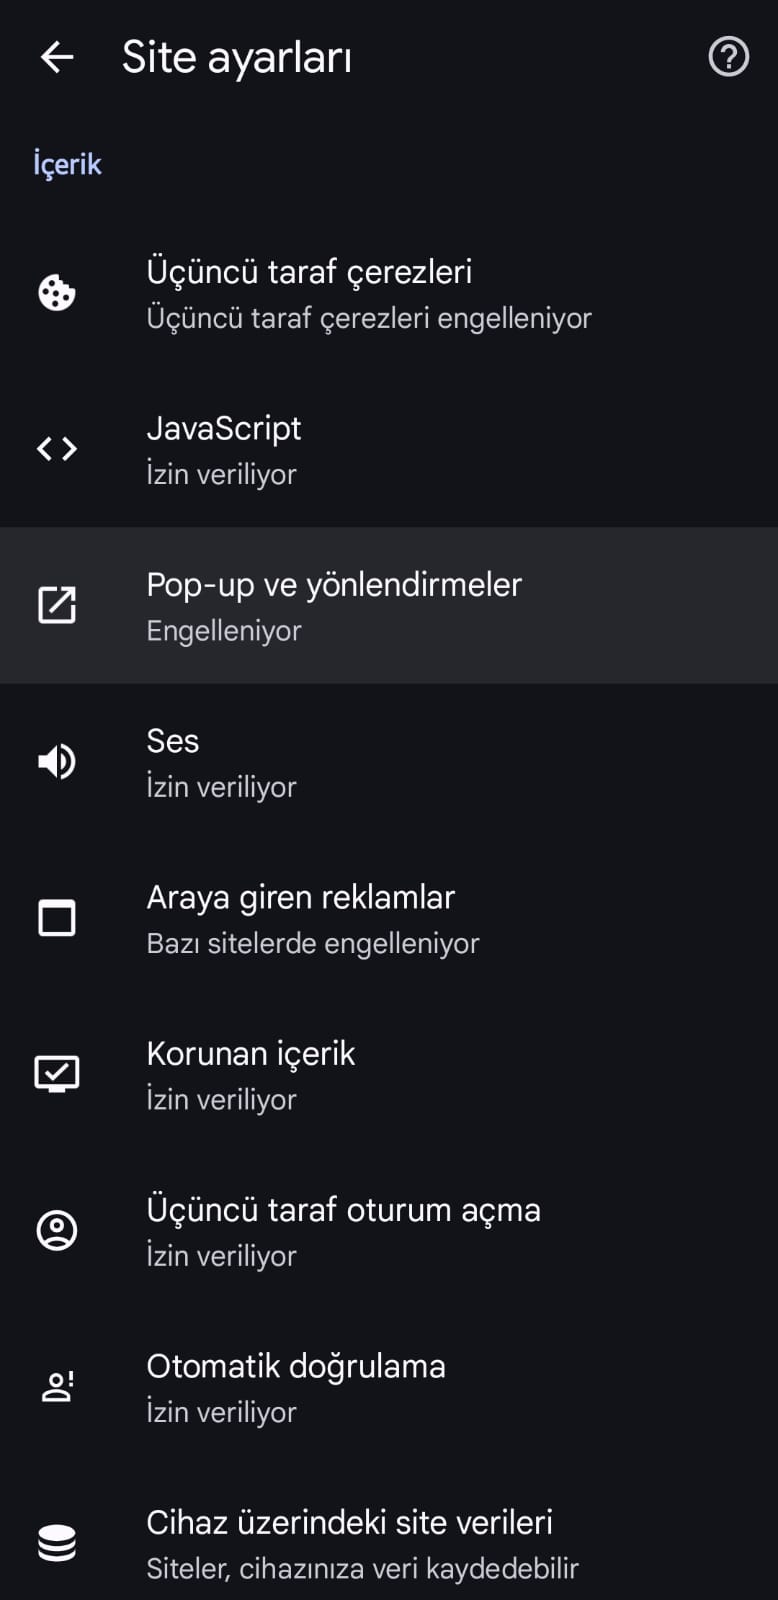 Site ayarları
İçerik
Üçüncü taraf çerezleri
Üçüncü taraf çerezleri engelleniyor
JavaScript
İzin veriliyor
Pop-up ve yönlendirmeler
Engelleniyor
Ses
İzin veriliyor
Araya giren reklamlar
Bazı sitelerde engelleniyor
Korunan içerik
İzin veriliyor
Üçüncü taraf oturum açma
İzin veriliyor
Otomatik doğrulama
İzin veriliyor
Cihaz üzerindeki site verileri
Siteler, cihazınıza veri kaydedebilir